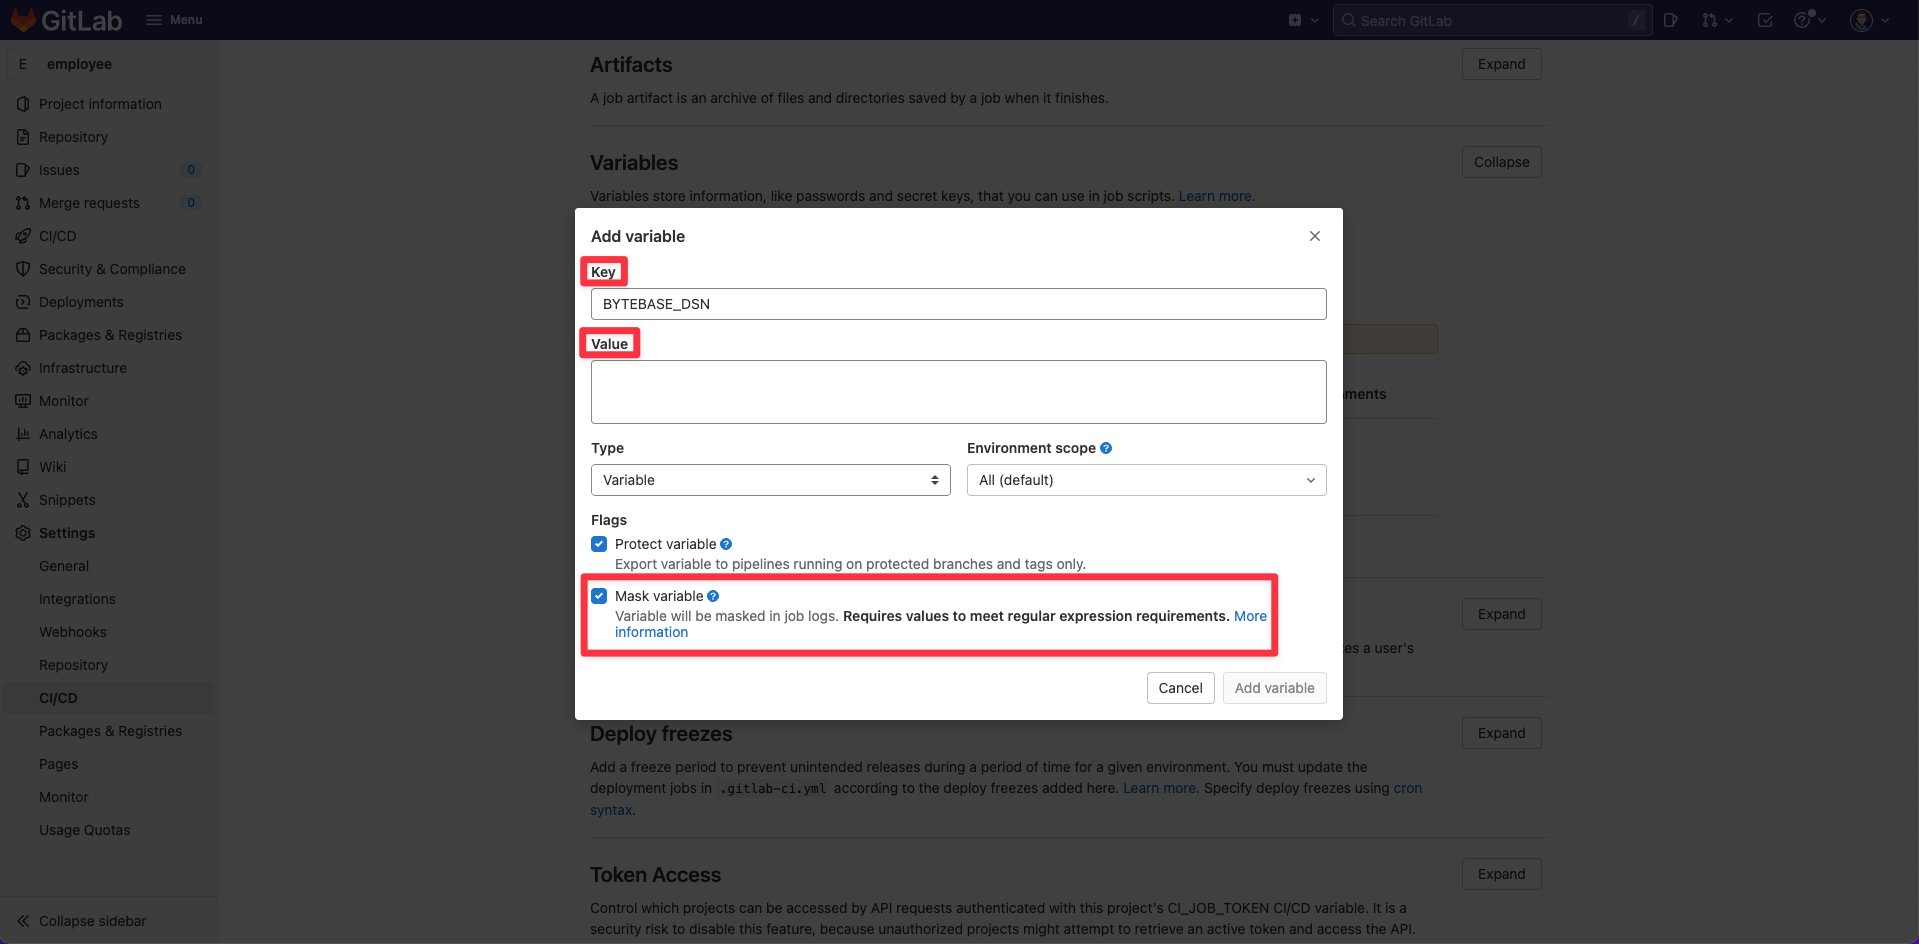 GitLab
Menu
Search GitLab
/
E
employee
Project information
Repository
Issues
0
Merge requests
0
CI/CD
Security & Compliance
Deployments
Packages & Registries
Infrastructure
Monitor
Analytics
Wiki
Snippets
Settings
General
Integrations
Webhooks
Repository
CI/CD
Packages & Registries
Pages
Monitor
Usage Quotas
Collapse sidebar
Artifacts
Expand
A job artifact is an archive of files and directories saved by a job when it finishes.
Variables
Collapse
Variables store information, like passwords and secret keys, that you can use in job scripts. Learn more.
Add variable
Key
BYTEBASE_DSN
Value
Type
Environment scope ?
Variable
All (default)
Flags
Protect variable ?
Export variable to pipelines running on protected branches and tags only.
Mask variable ?
Variable will be masked in job logs. Requires values to meet regular expression requirements. More
information
Cancel
Add variable
Expand
a user's
Deploy freezes
Expand
Add a freeze period to prevent unintended releases during a period of time for a given environment. You must update the
deployment jobs in .gitlab-ci.yml according to the deploy freezes added here. Learn more. Specify deploy freezes using cron
syntax.
Token Access
Expand
Control which projects can be accessed by API requests authenticated with this project's CI_JOB_TOKEN CI/CD variable. It is a
security risk to disable this feature, because unauthorized projects might attempt to retrieve an active token and access the API.